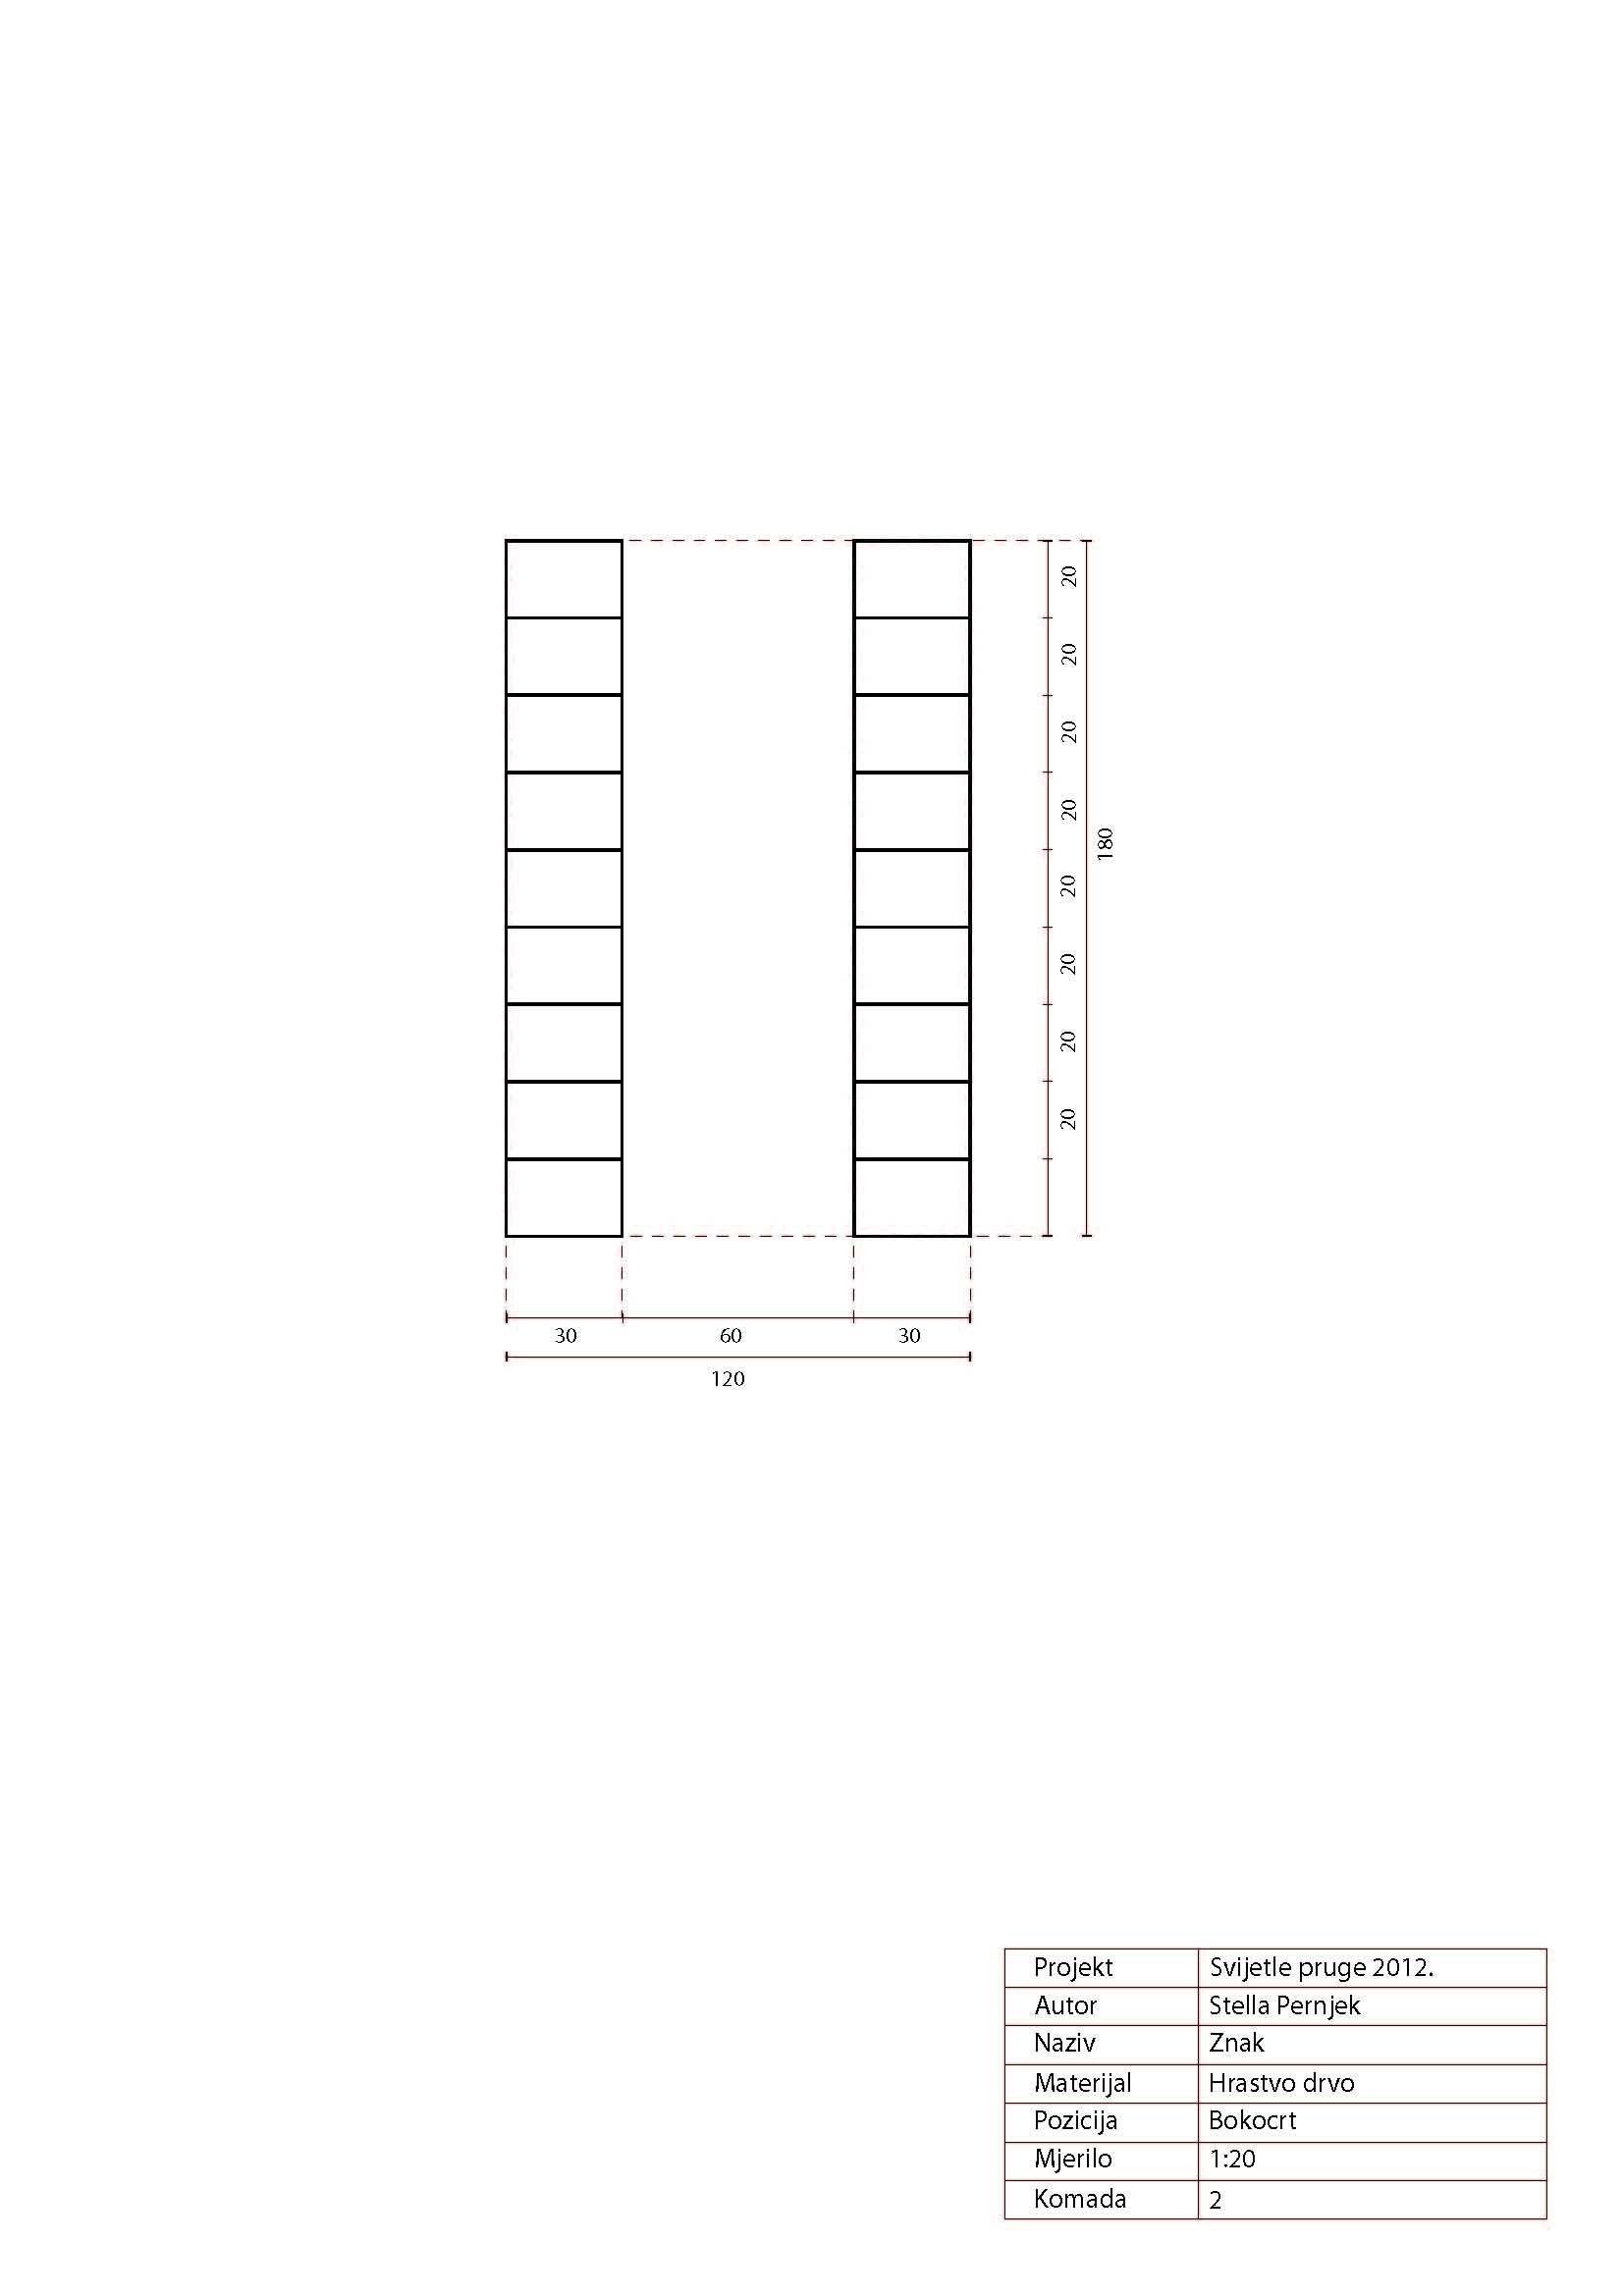 20
20
20
20
180
20
20
20
20
30 60 30
120
Projekt Svijetle pruge 2012.
Autor Stella Pernjek
Naziv Znak
Materijal Hrastvo drvo
Pozicija Bokocrt
Mjerilo 1:20
Komada 2